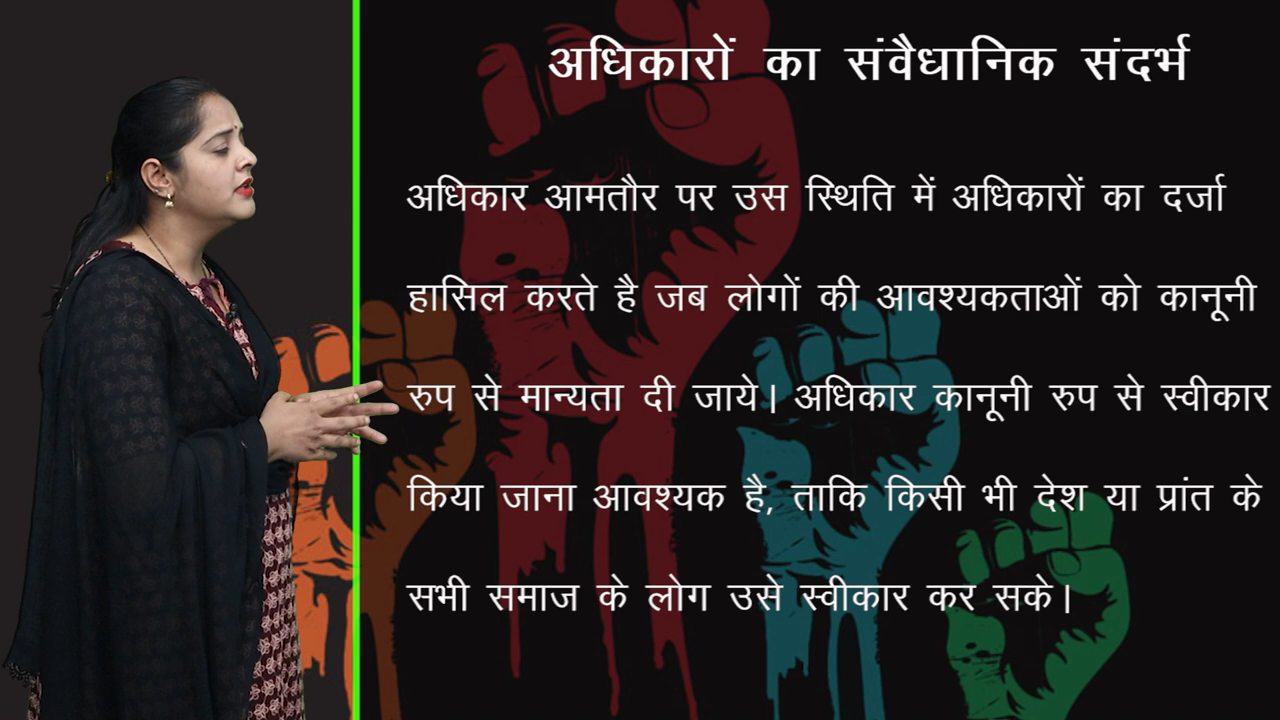 अधिकारों का संवैधानिक संदर्भ
अधिकार आमतौर पर उस स्थिति में अधिकारों का दर्जा
हासिल करते है जब लोगों की आवश्यकताओं को कानूनी
रुप से मान्यता दी जाये। अधिकार कानूनी रुप से स्वीकार
किया जाना आवश्यक है, ताकि किसी भी देश या प्रांत के
सभी समाज के लोग उसे स्वीकार कर सके।